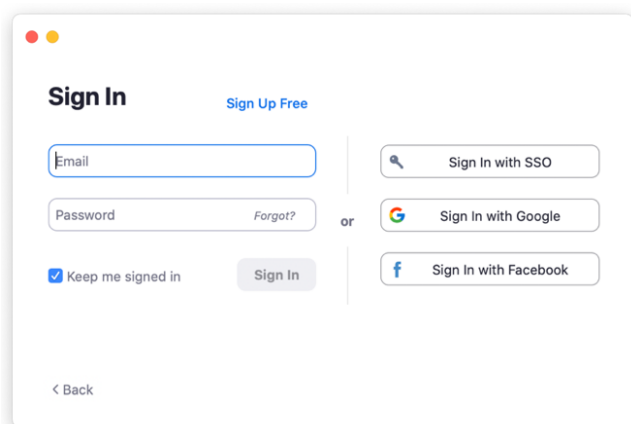 Sign In
Sign Up Free
Email
Password
Forgot?
Keep me signed in
Sign In
or
Sign In with SSO
Sign In with Google
Sign In with Facebook
< Back